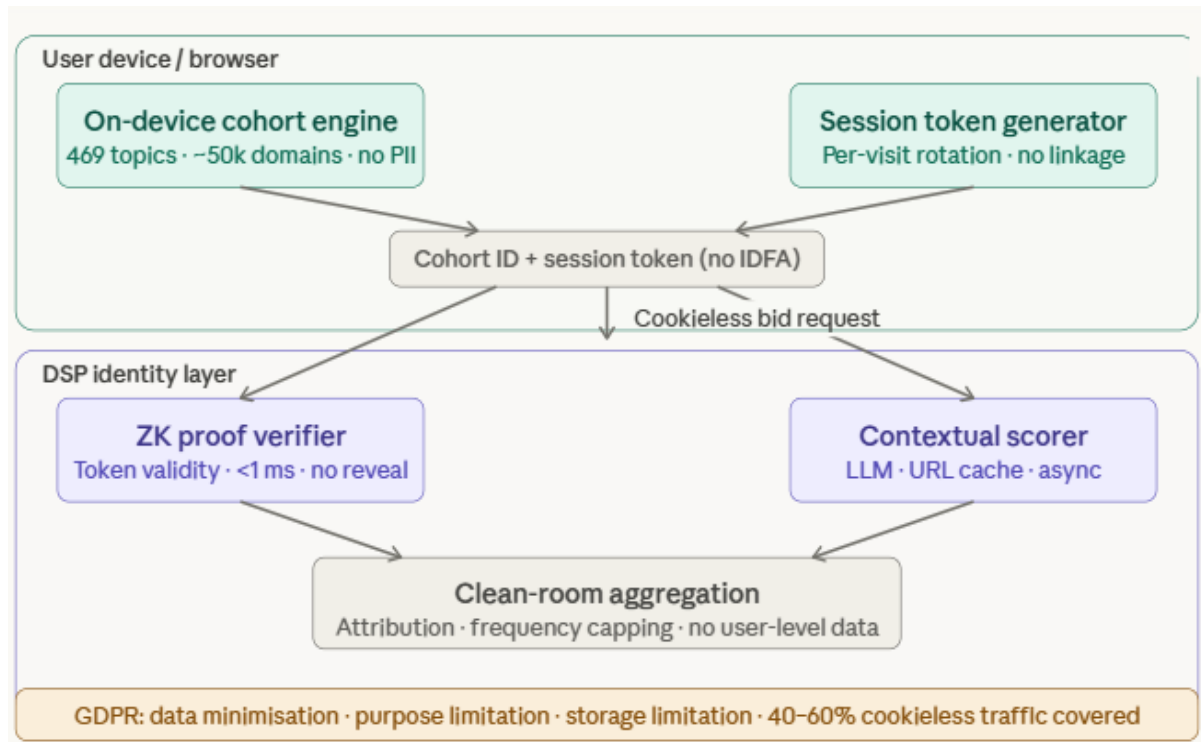 User device / browser
On-device cohort engine
469 topics · ~50k domains · no PII
Session token generator
Per-visit rotation · no linkage
Cohort ID + session token (no IDFA)
Cookieless bid request
DSP identity layer
ZK proof verifier
Token validity · <1 ms · no reveal
Contextual scorer
LLM · URL cache · async
Clean-room aggregation
Attribution · frequency capping · no user-level data
GDPR: data minimisation · purpose limitation · storage limitation · 40–60% cookieless traffic covered